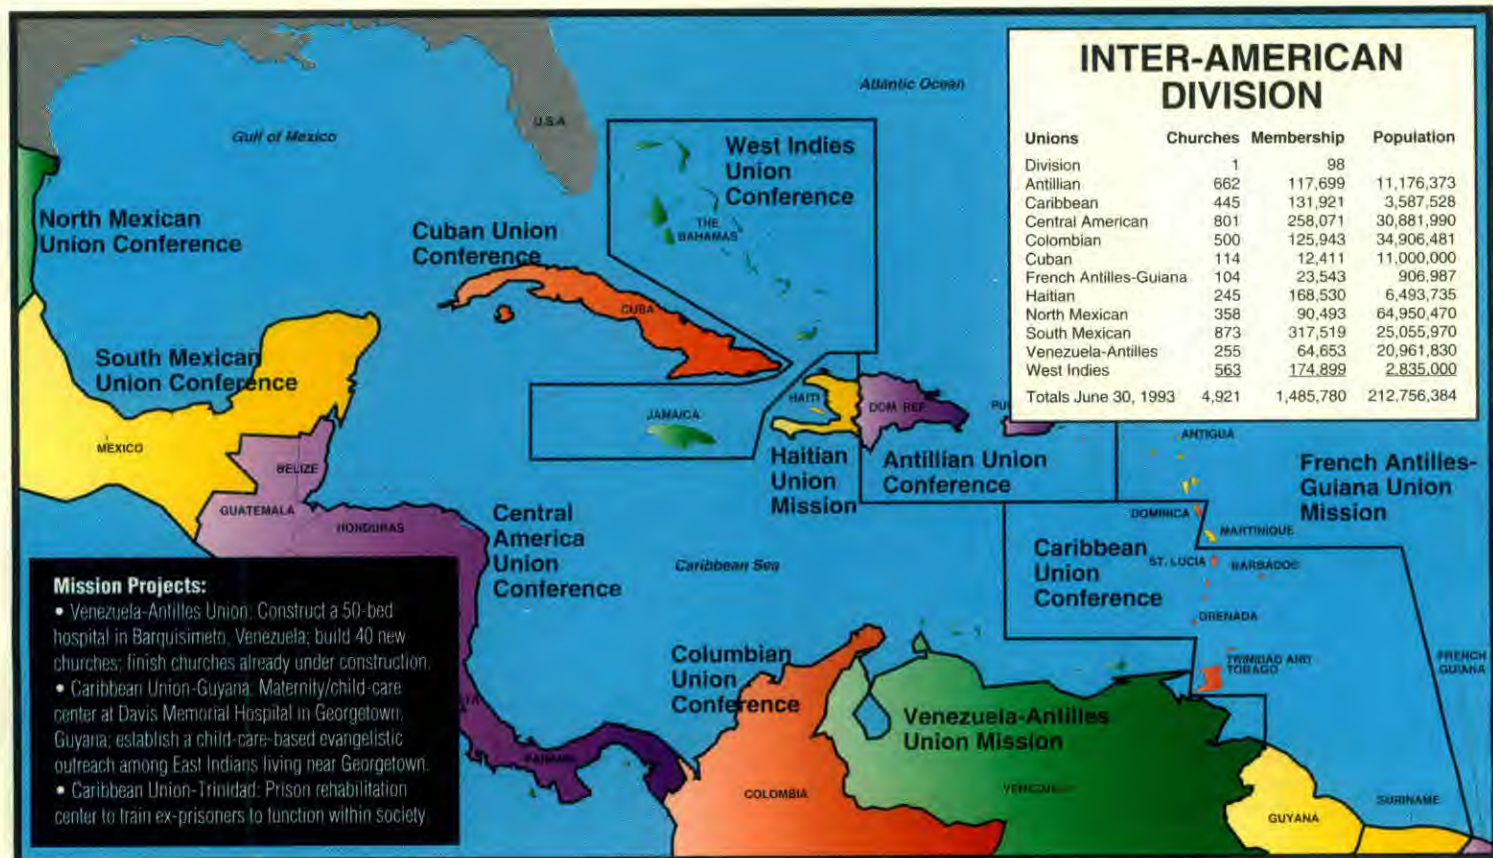 Atlantic Ocean
Gulf of Mexico
U.S.A
INTER-AMERICAN
DIVISION
Unions Churches Membership Population
Division 1 98
Antillian 662 117,699 11,176,373
Caribbean 445 131,921 3,587,528
Central American 801 258,071 30,881,990
Colombian 500 125,943 34,906,481
Cuban 114 12,411 11,000,000
French Antilles-Guiana 104 23,543 906,987
Haitian 245 168,530 6,493,735
North Mexican 358 90,493 64,950,470
South Mexican 873 317,519 25,055,970
Venezuela-Antilles 255 64,653 20,961,830
West Indies 563 174,899 2,835,000
Totals June 30, 1993 4,921 1,485,780 212,756,384
West Indies
Union
Conference
THE
BAHAMAS
North Mexican
Union Conference
Cuban Union
Conference
CUBA
South Mexican
Union Conference
MEXICO
JAMAICA
HAITI
DOM. REP.
BELIZE
GUATEMALA
HONDURAS
Haitian
Union
Mission
Antillian Union
Conference
ANTIGUA
French Antilles-
Guiana Union
Mission
DOMINICA
MARTINIQUE
Central
America
Union
Conference
Caribbean Sea
Caribbean
Union
Conference
ST. LUCIA
BARBADOS
GRENADA
TRINIDAD AND
TOBAGO
FRENCH
GUIANA
Columbian
Union
Conference
Venezuela-Antilles
Union Mission
PANAMA
COLOMBIA
VENEZUELA
GUYANA
SURINAME
Mission Projects:
• Venezuela-Antilles Union: Construct a 50-bed
hospital in Barquisimeto, Venezuela; build 40 new
churches; finish churches already under construction.
• Caribbean Union-Guyana: Maternity/child-care
center at Davis Memorial Hospital in Georgetown,
Guyana; establish a child-care-based evangelistic
outreach among East Indians living near Georgetown.
• Caribbean Union-Trinidad: Prison rehabilitation
center to train ex-prisoners to function within society.